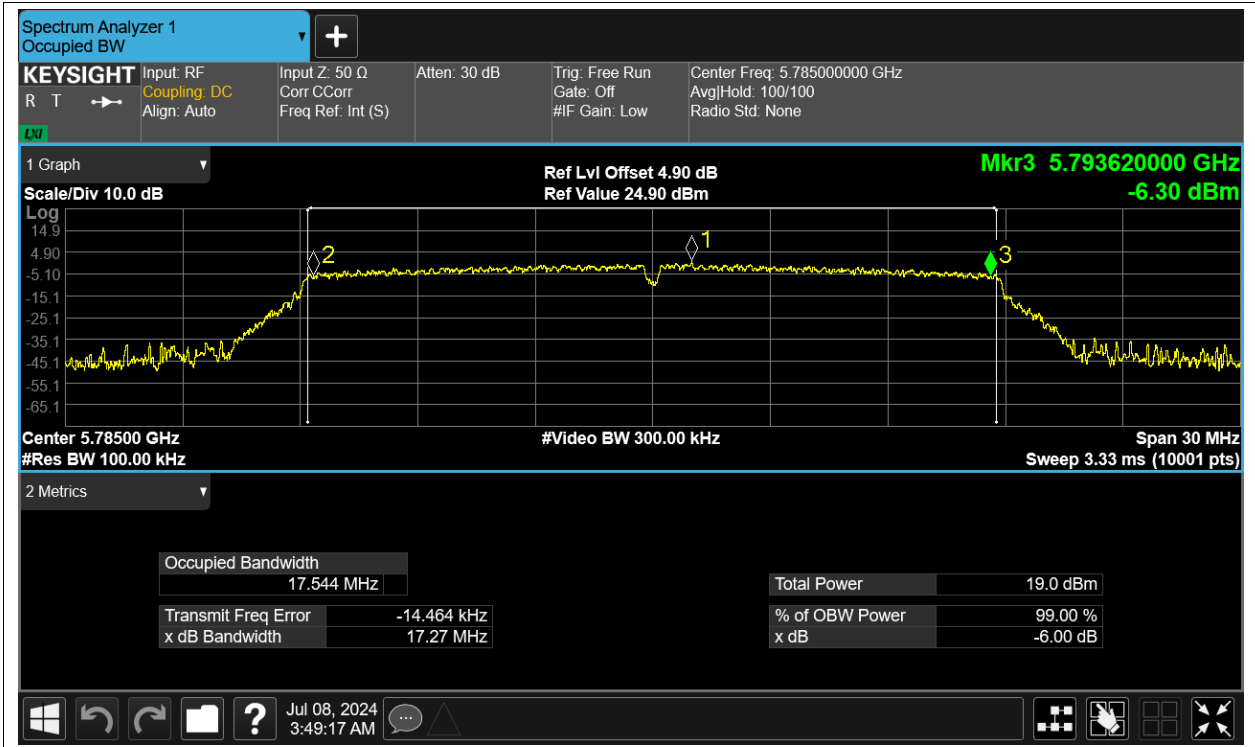 Spectrum Analyzer 1
Occupied BW
+
KEYSIGHT
R T
LXI
Input: RF
Coupling: DC
Align: Auto
Input Z: 50 Ω
Corr CCorr
Freq Ref: Int (S)
Atten: 30 dB
Trig: Free Run
Gate: Off
#IF Gain: Low
Center Freq: 5.785000000 GHz
Avg|Hold: 100/100
Radio Std: None
1 Graph
Scale/Div 10.0 dB
Ref Lvl Offset 4.90 dB
Ref Value 24.90 dBm
Mkr3 5.793620000 GHz
-6.30 dBm
Log
14.9
4.90
-5.10
-15.1
-25.1
-35.1
-45.1
-55.1
-65.1
2
1
3
Center 5.78500 GHz
#Res BW 100.00 kHz
#Video BW 300.00 kHz
Span 30 MHz
Sweep 3.33 ms (10001 pts)
2 Metrics
Occupied Bandwidth
17.544 MHz
Transmit Freq Error -14.464 kHz
x dB Bandwidth 17.27 MHz
Total Power 19.0 dBm
% of OBW Power 99.00 %
x dB -6.00 dB
?
Jul 08, 2024
3:49:17 AM